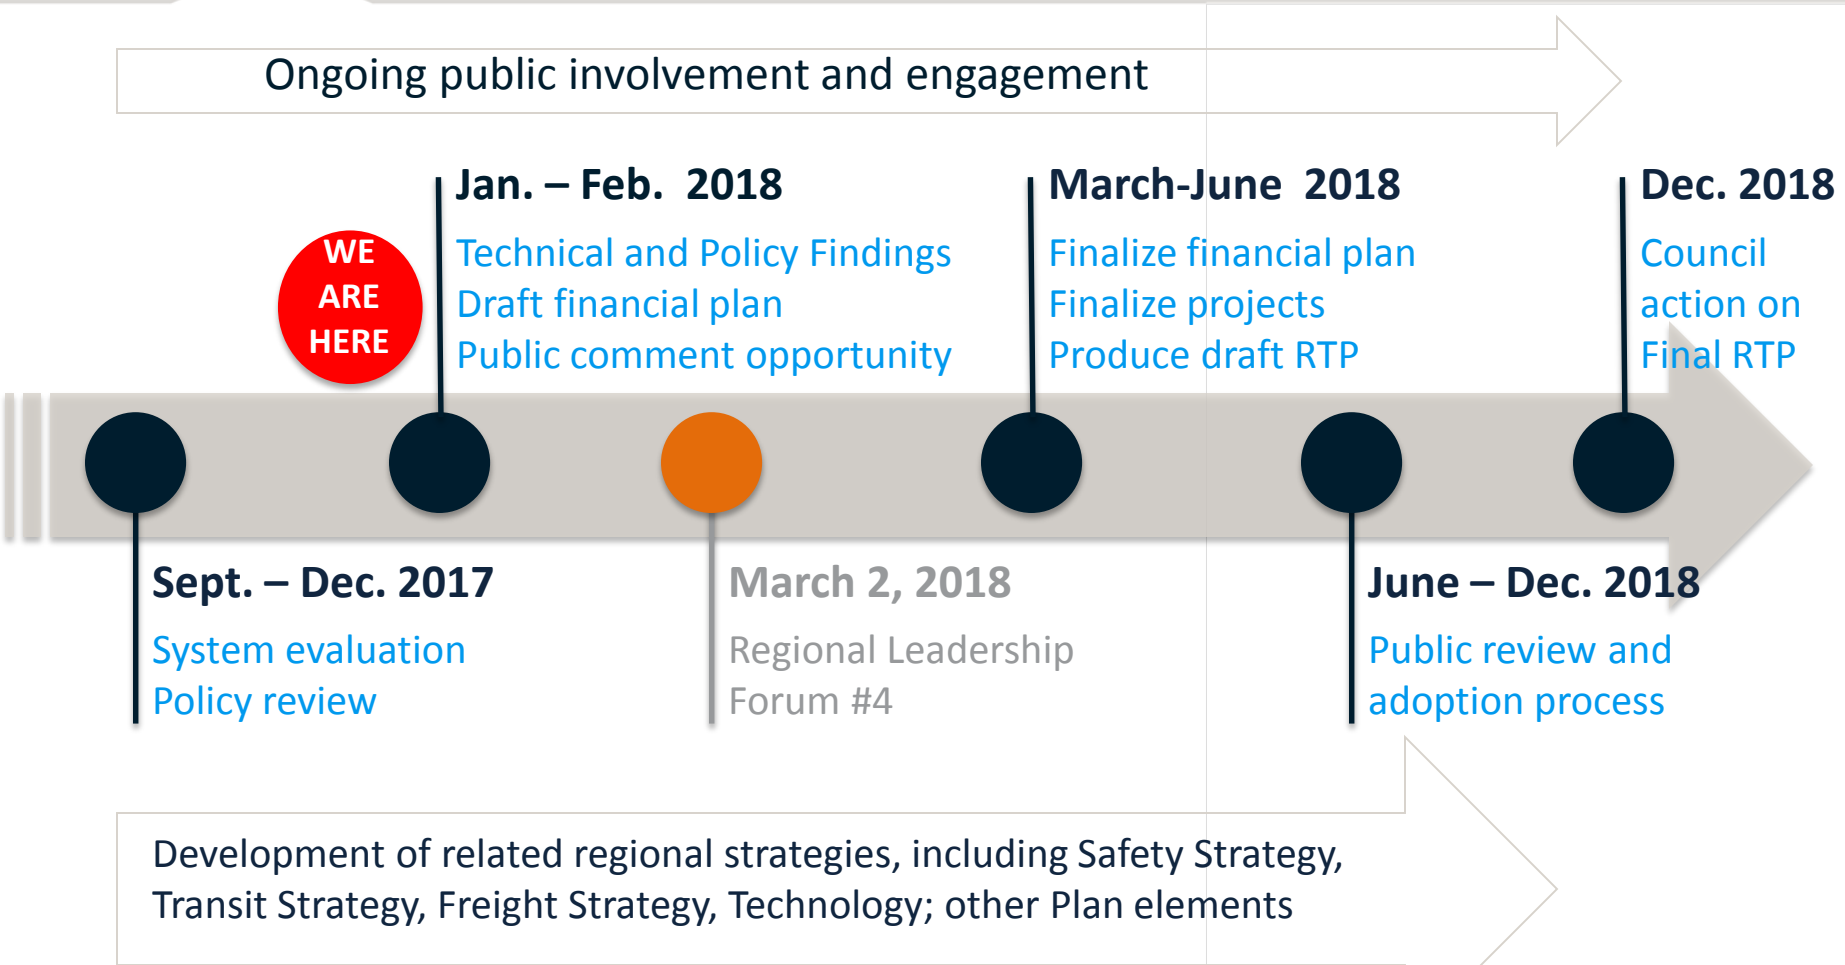 Ongoing public involvement and engagement
Jan. – Feb. 2018
Technical and Policy Findings
Draft financial plan
Public comment opportunity
March-June 2018
Finalize financial plan
Finalize projects
Produce draft RTP
Dec. 2018
Council
action on
Final RTP
WE
ARE
HERE
Sept. – Dec. 2017
System evaluation
Policy review
March 2, 2018
Regional Leadership
Forum #4
June – Dec. 2018
Public review and
adoption process
Development of related regional strategies, including Safety Strategy,
Transit Strategy, Freight Strategy, Technology; other Plan elements